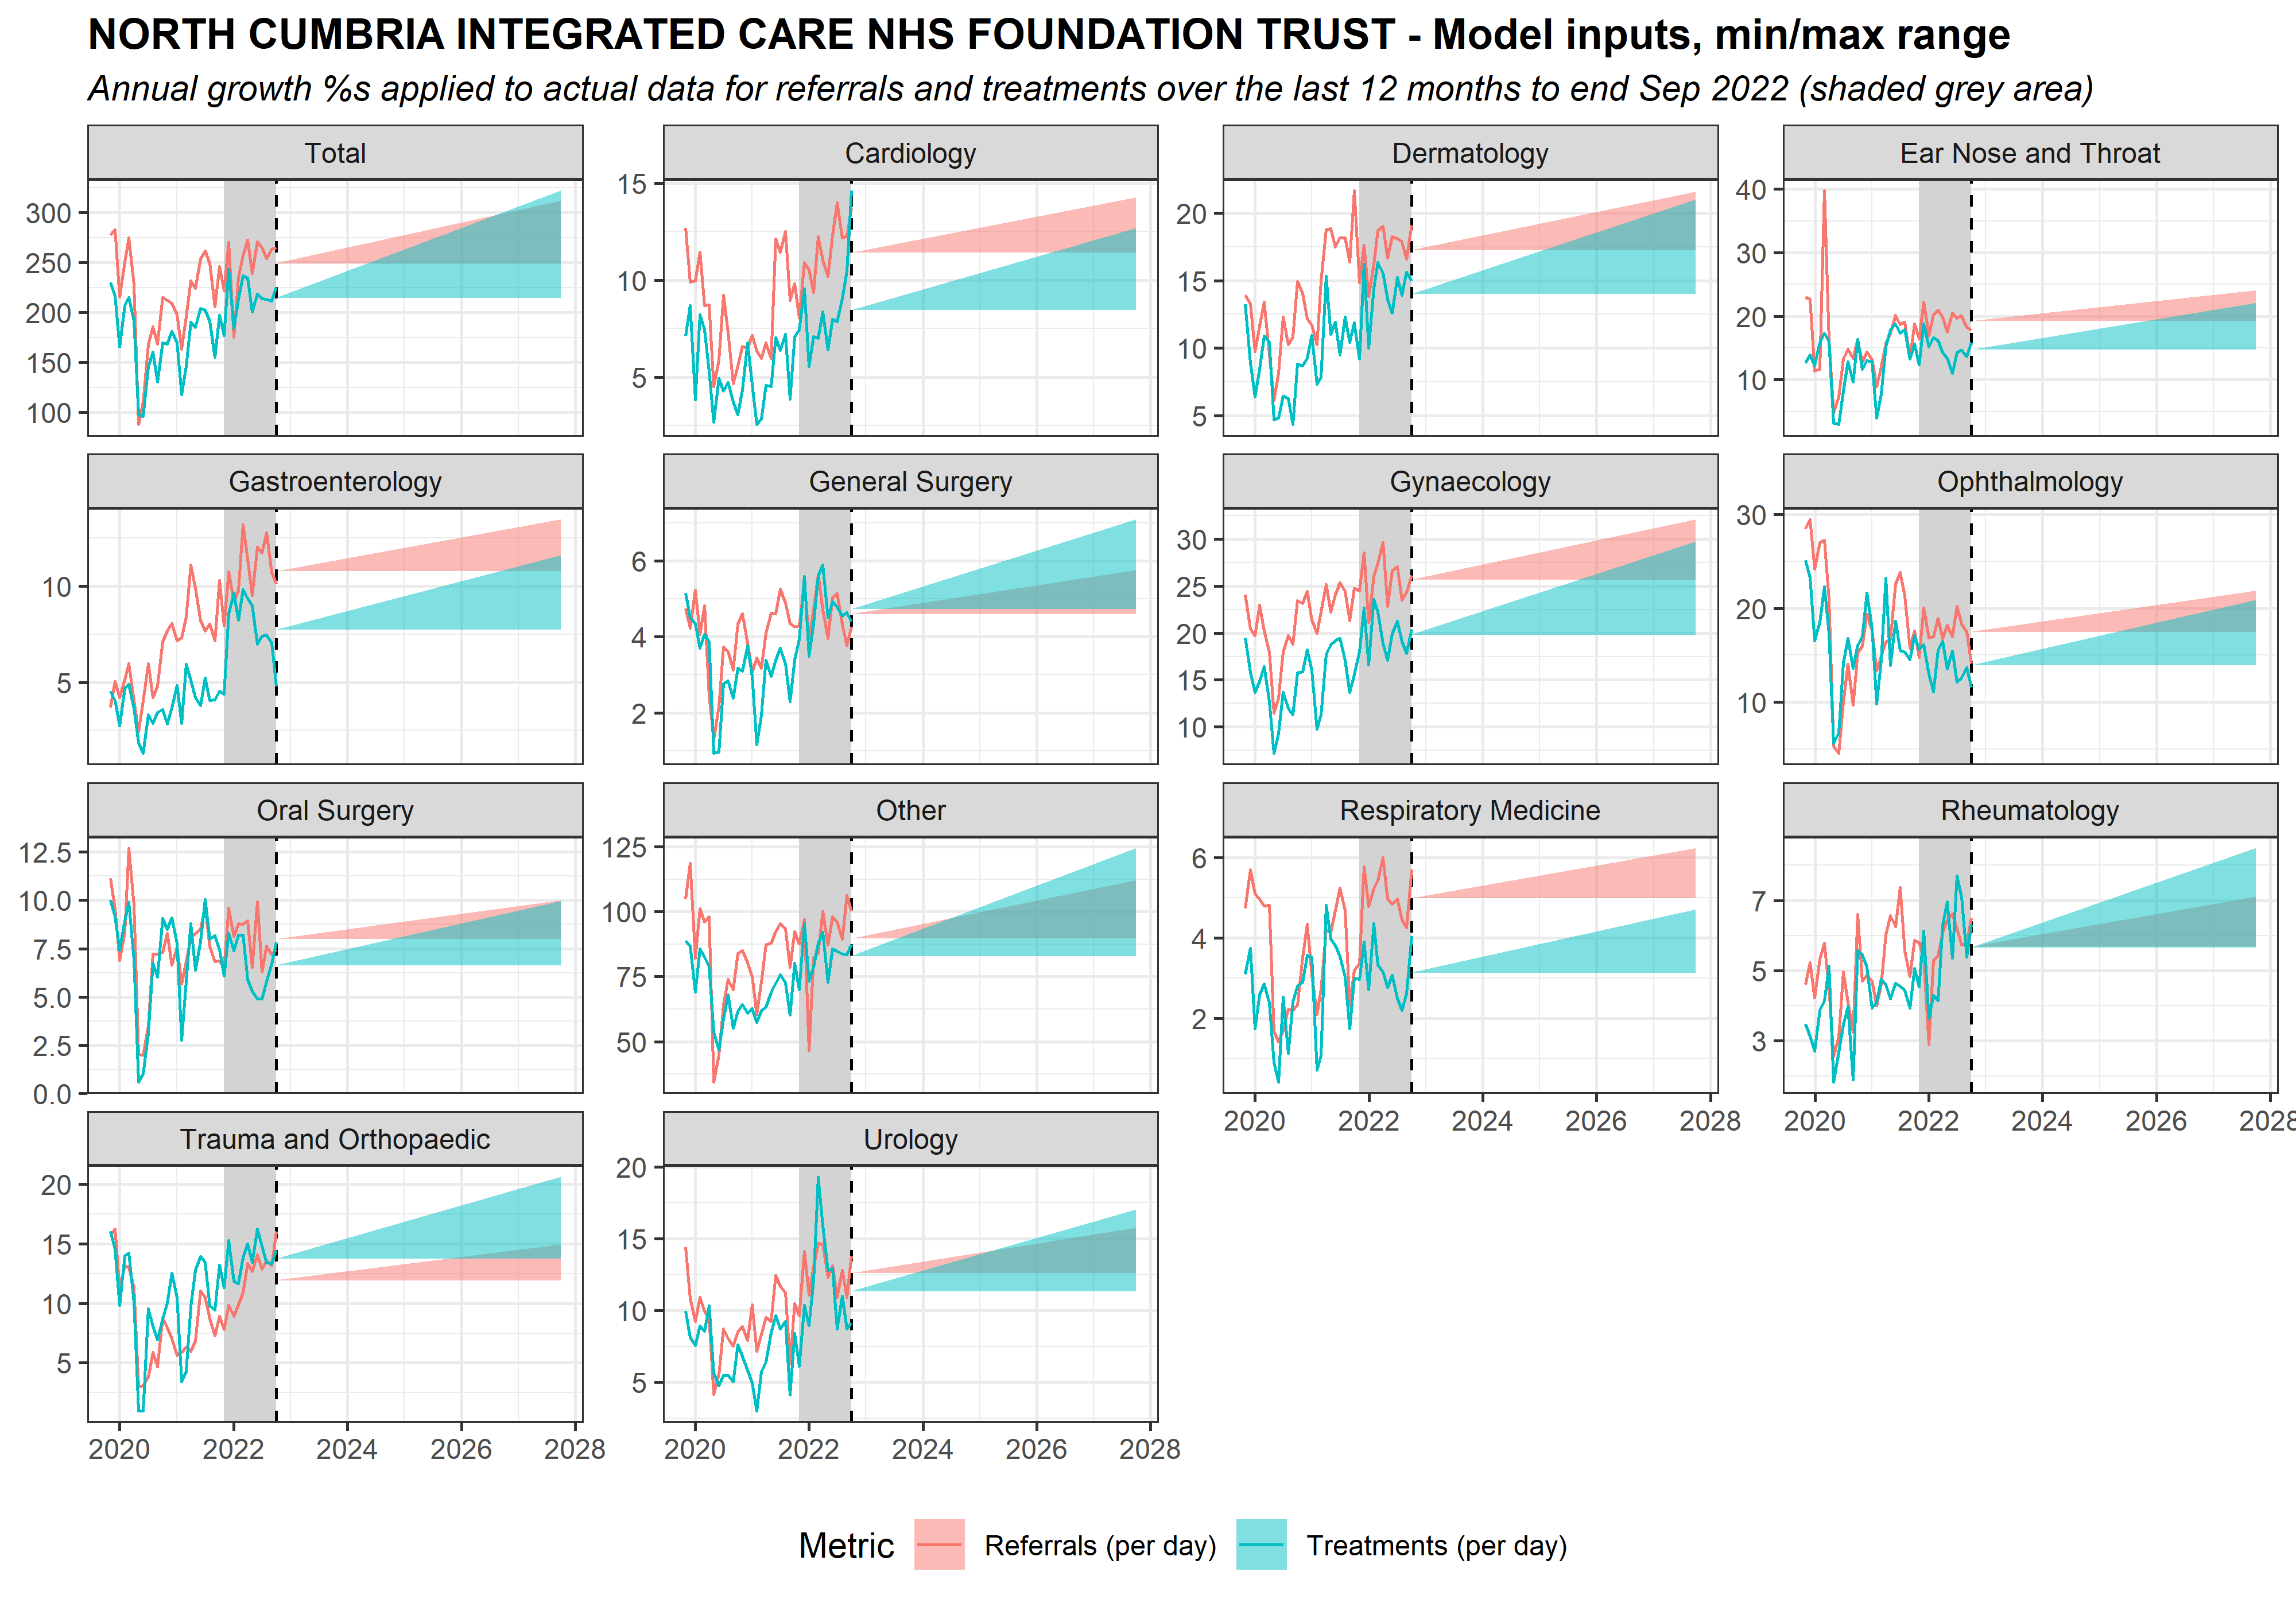 NORTH CUMBRIA INTEGRATED CARE NHS FOUNDATION TRUST - Model inputs, min/max range
Annual growth %s applied to actual data for referrals and treatments over the last 12 months to end Sep 2022 (shaded grey area)
Total
Cardiology
Dermatology
Ear Nose and Throat
300
250
200
150
100
15
10
5
20
15
10
5
40
30
20
10
Gastroenterology
General Surgery
Gynaecology
Ophthalmology
10
5
6
4
2
30
25
20
15
10
30
20
10
Oral Surgery
Other
Respiratory Medicine
Rheumatology
12.5
10.0
7.5
5.0
2.5
0.0
125
100
75
50
6
4
2
7
5
3
2020 2022 2024 2026 2028
2020 2022 2024 2026 2028
Trauma and Orthopaedic
Urology
20
15
10
5
20
15
10
5
2020 2022 2024 2026 2028
2020 2022 2024 2026 2028
Metric Referrals (per day) Treatments (per day)